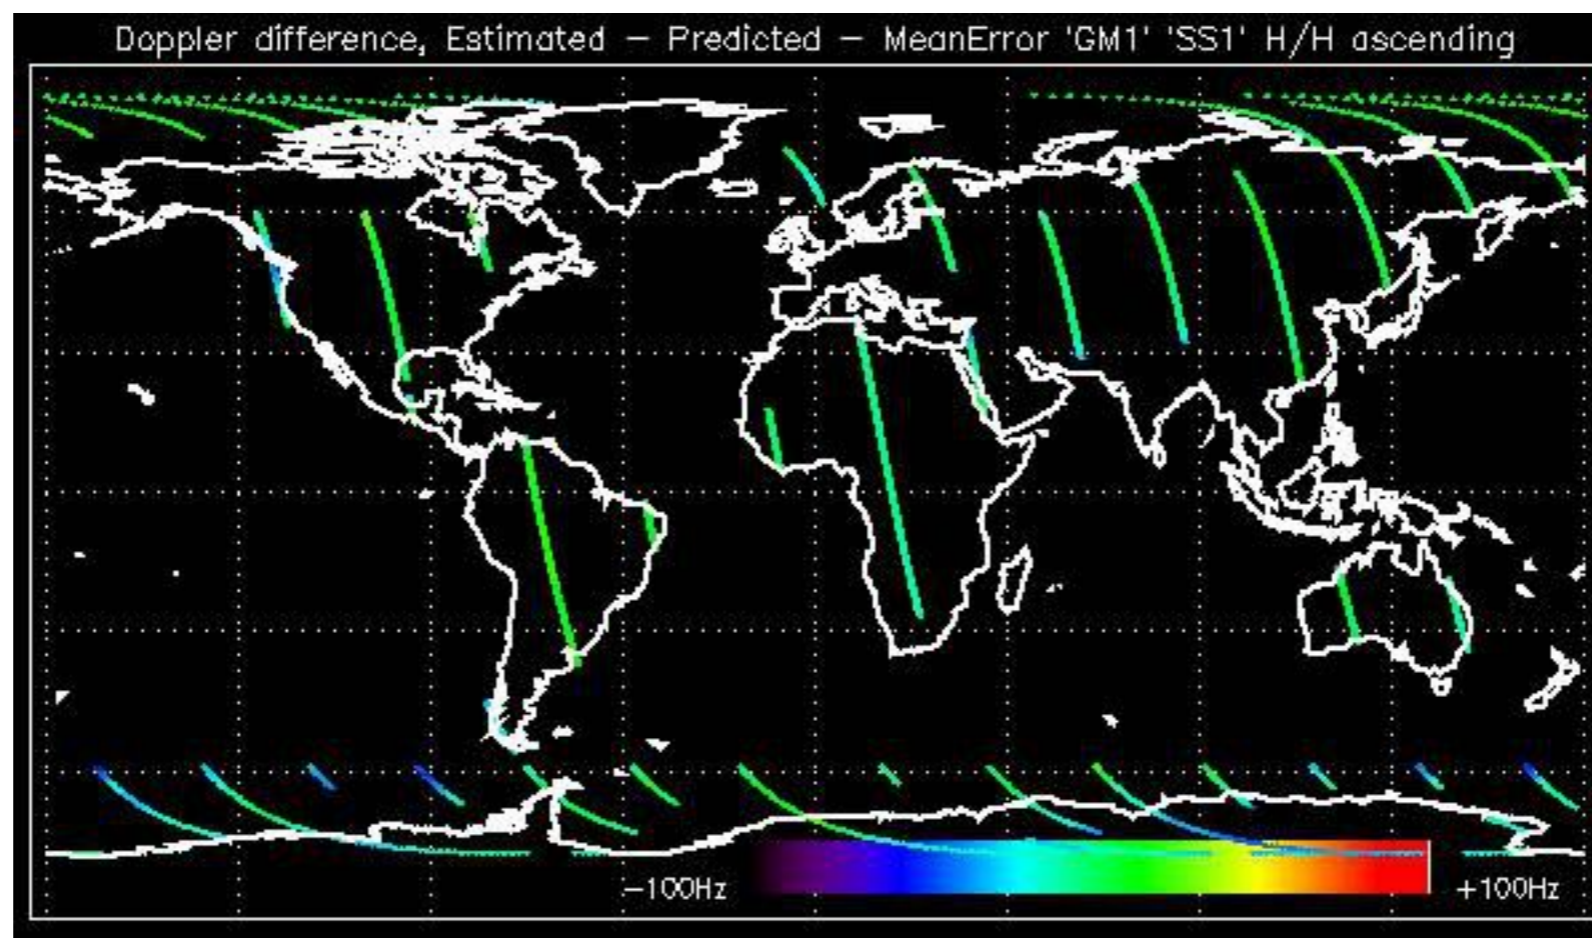 Doppler difference, Estimated − Predicted − MeanError 'GM1' 'SS1' H/H ascending
−100Hz +100Hz